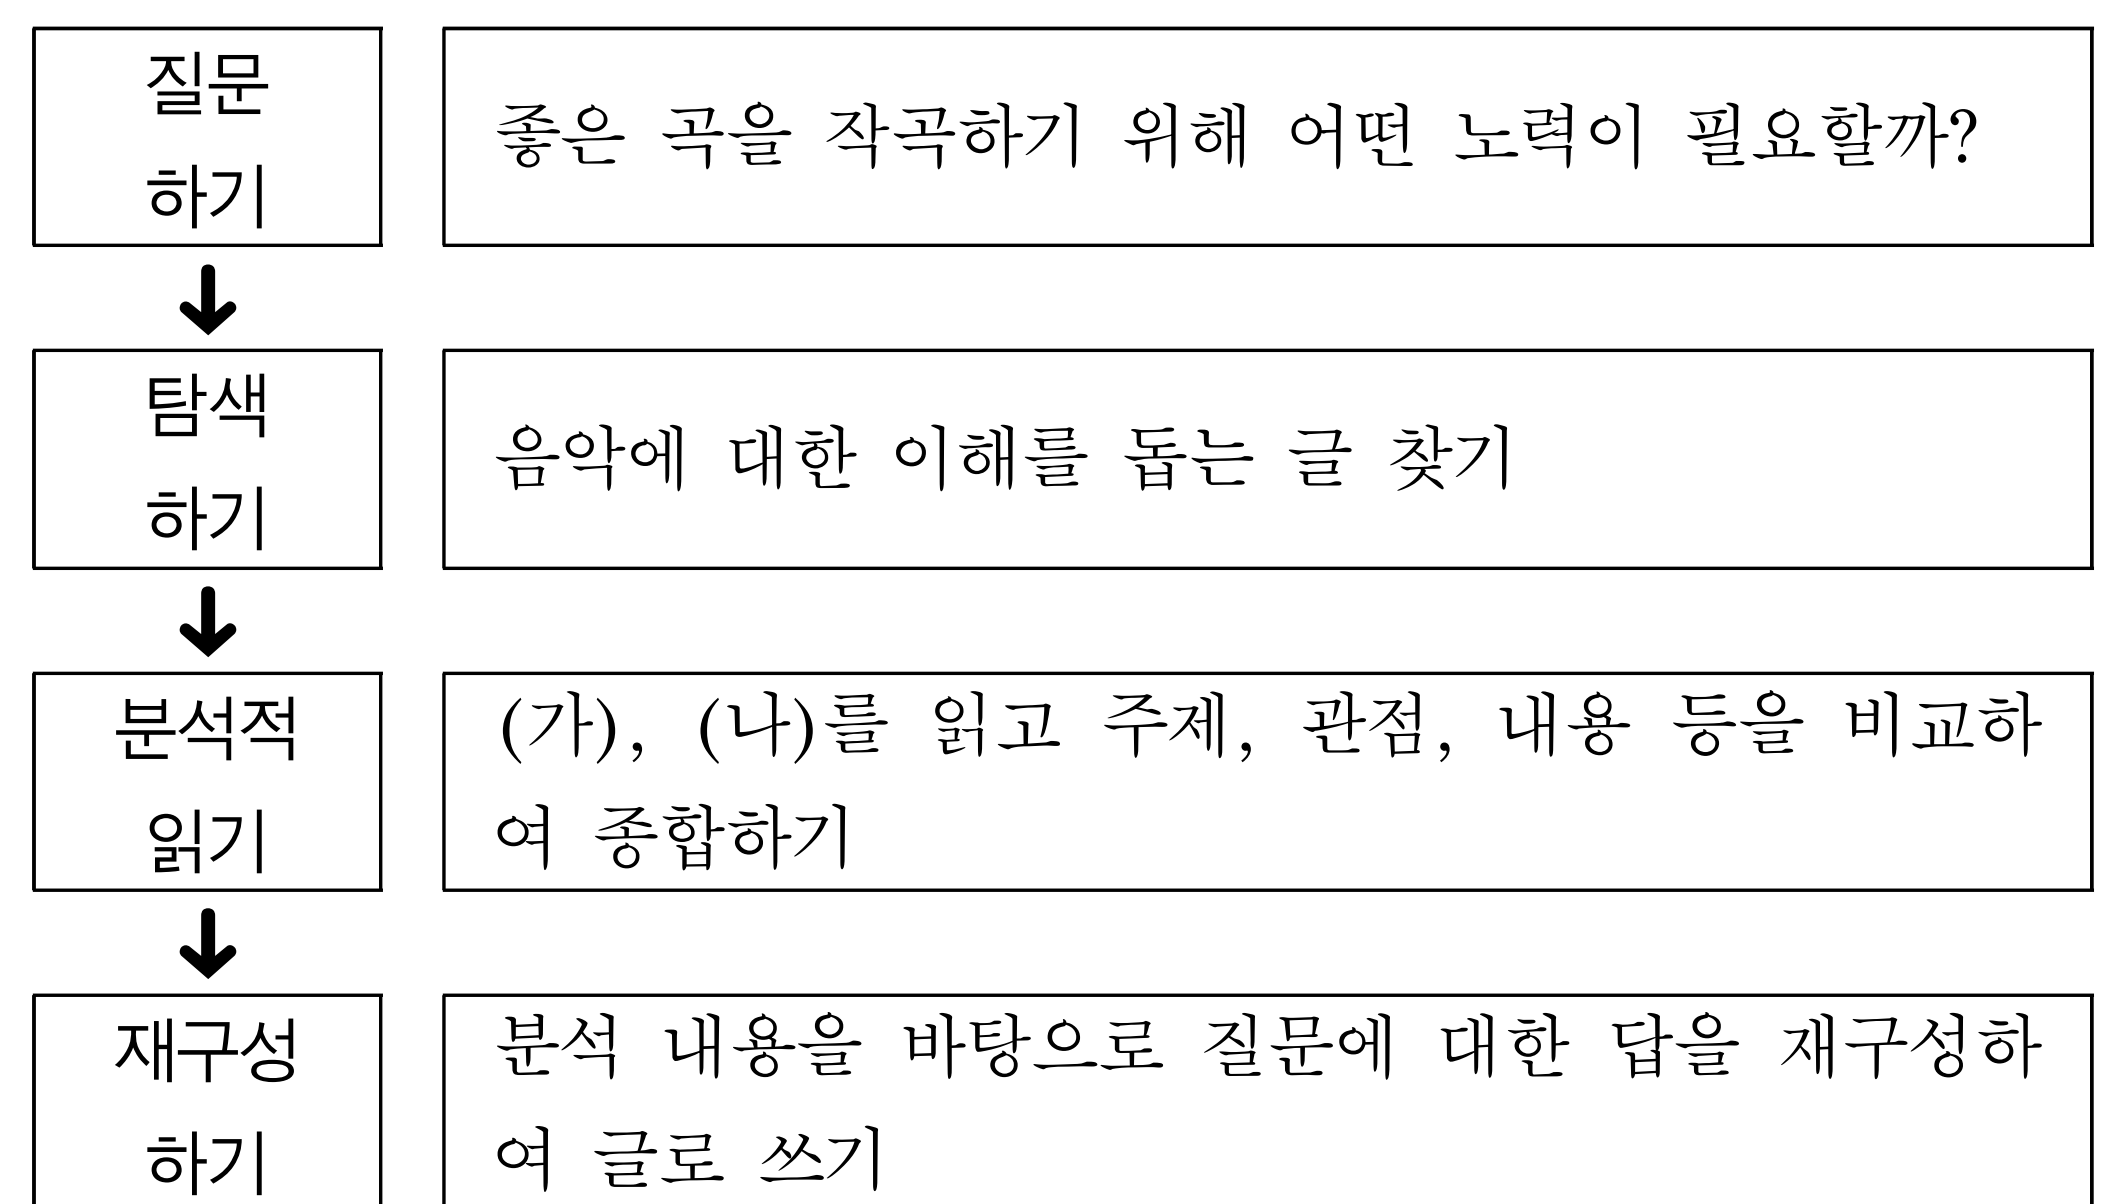 질문
하기
좋은 곡을 작곡하기 위해 어떤 노력이 필요할까?
탐색
하기
음악에 대한 이해를 돕는 글 찾기
분석적
읽기
(가), (나)를 읽고 주제, 관점, 내용 등을 비교하
여 종합하기
재구성
하기
분석 내용을 바탕으로 질문에 대한 답을 재구성하
여 글로 쓰기